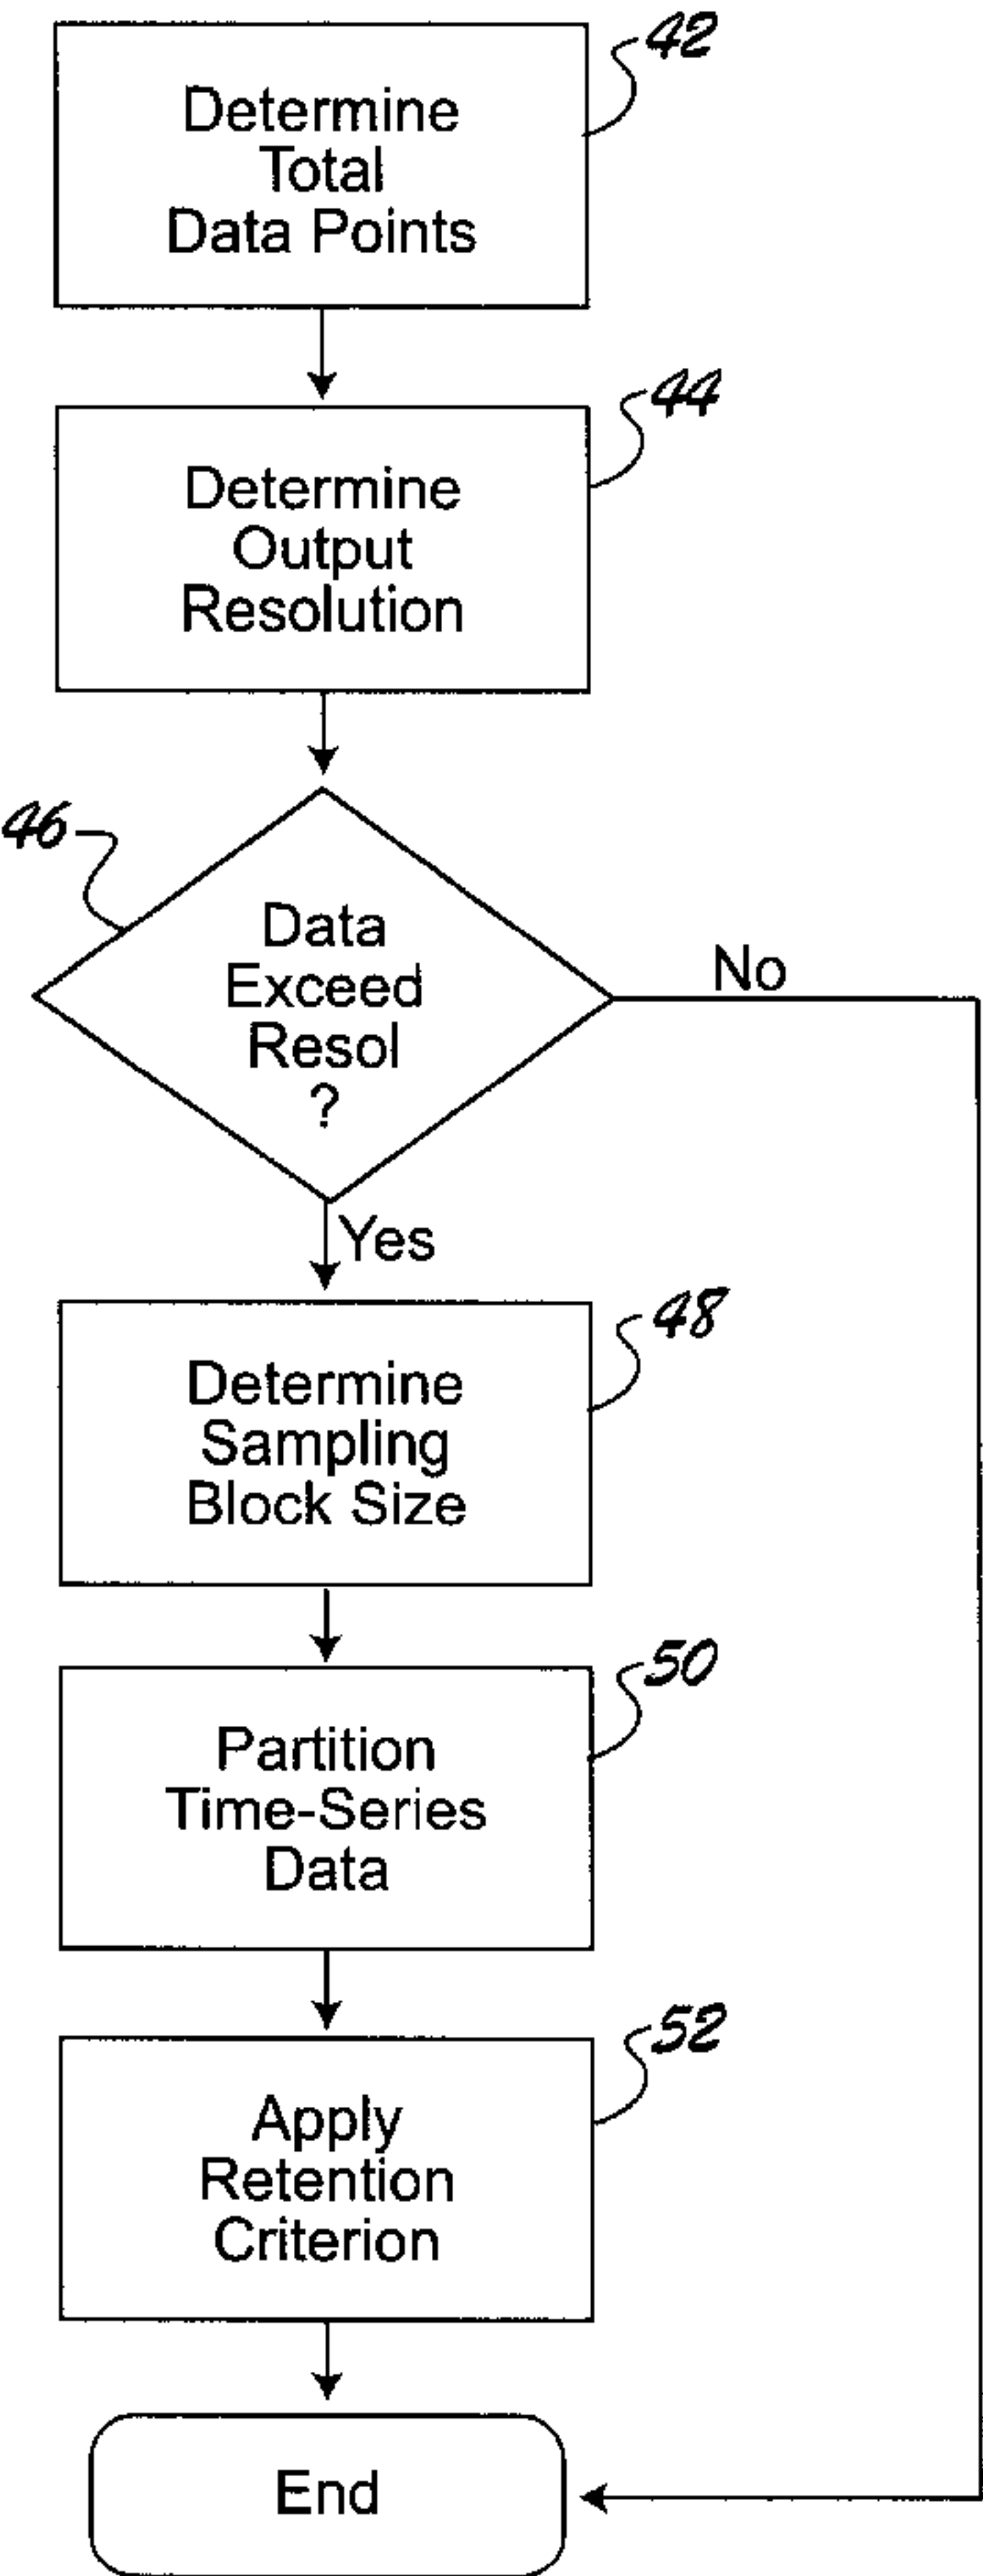 42
Determine
Total
Data Points
44
Determine
Output
Resolution
46
Data
Exceed
Resol
?
No
Yes
48
Determine
Sampling
Block Size
50
Partition
Time-Series
Data
52
Apply
Retention
Criterion
End